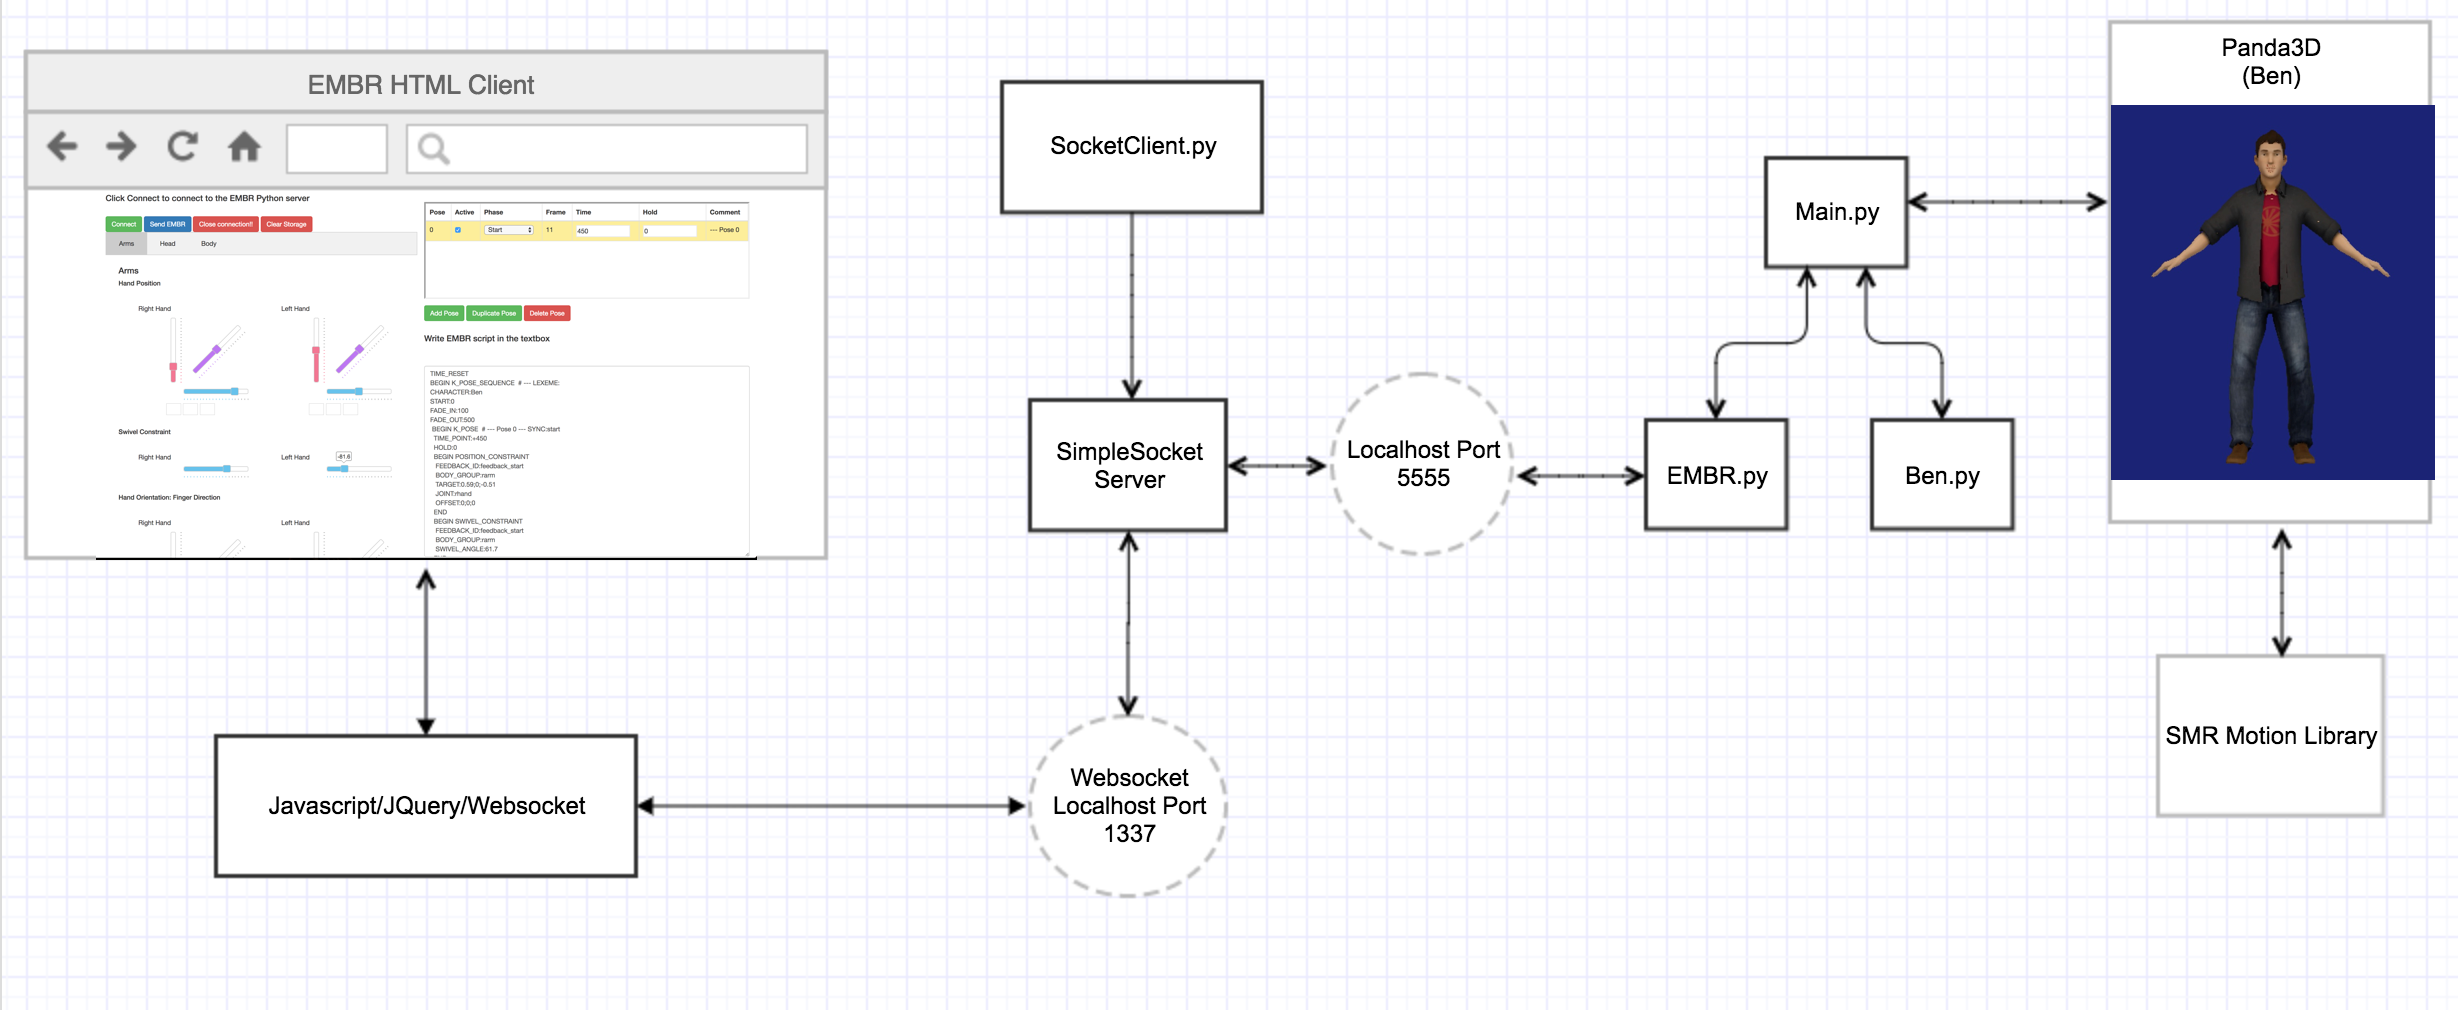 EMBR HTML Client
Click Connect to connect to the EMBR Python server
Connect Send EMBR Close connection!! Clear Storage
Arms Head Body
Arms
Hand Position
Right Hand Left Hand
Swivel Constraint
Right Hand Left Hand
-81.6
Hand Orientation: Finger Direction
Right Hand Left Hand
Pose Active Phase Frame Time Hold Comment
0 Start 11 450 0 --- Pose 0
Add Pose Duplicate Pose Delete Pose
Write EMBR script in the textbox
TIME_RESET
BEGIN K_POSE_SEQUENCE # --- LEXEME:
CHARACTER:Ben
START:0
FADE_IN:100
FADE_OUT:500
BEGIN K_POSE # --- Pose 0 --- SYNC:start
TIME_POINT:+450
HOLD:0
BEGIN POSITION_CONSTRAINT
FEEDBACK_ID:feedback_start
BODY_GROUP:rarm
TARGET:0.59;0;-0.51
JOINT:rhand
OFFSET:0;0;0
END
BEGIN SWIVEL_CONSTRAINT
FEEDBACK_ID:feedback_start
BODY_GROUP:rarm
SWIVEL_ANGLE:61.7
Javascript/JQuery/Websocket
SocketClient.py
SimpleSocket
Server
Websocket
Localhost Port
1337
Localhost Port
5555
Main.py
EMBR.py
Ben.py
Panda3D
(Ben)
SMR Motion Library